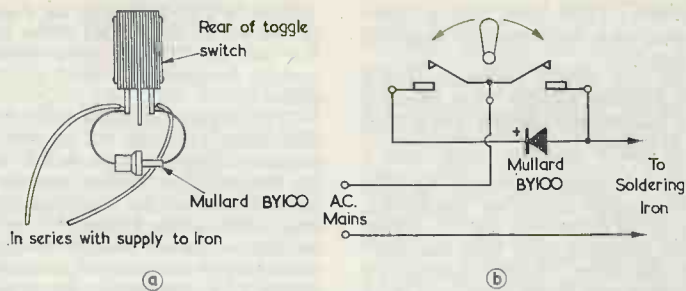 Rear of toggle
switch
Mullard BY100
In series with supply to Iron
a
+
Mullard
BY100
A.C.
Mains
To
Soldering
Iron
b